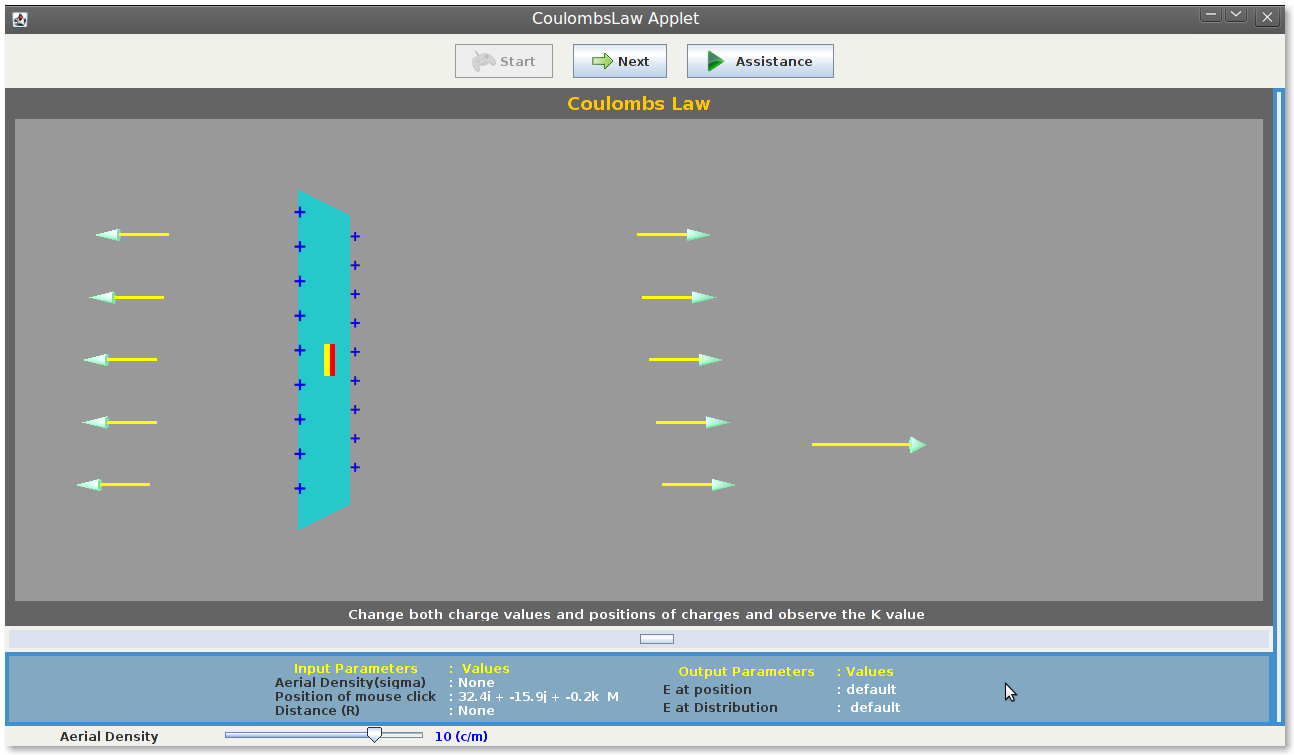 CoulombsLaw Applet
Start Next Assistance
Coulombs Law
Change both charge values and positions of charges and observe the K value
Input Parameters : Values
Aerial Density(sigma) : None
Position of mouse click : 32.4i + -15.9j + -0.2k M
Distance (R) : None
Output Parameters : Values
E at position : default
E at Distribution : default
Aerial Density 10 (c/m)